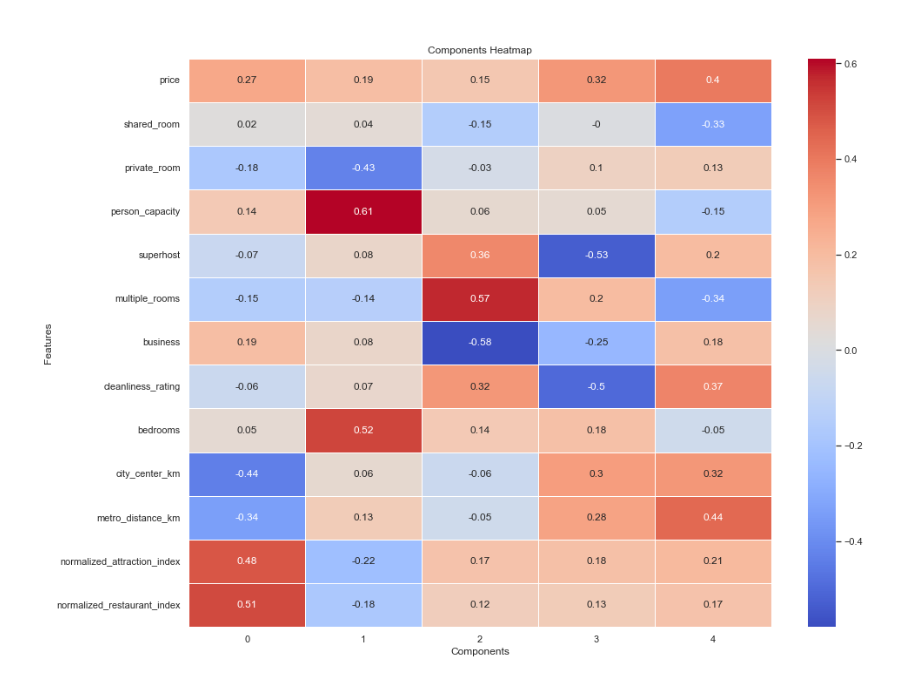 Components Heatmap
price 0.27 0.19 0.15 0.32 0.4
shared_room 0.02 0.04 -0.15 -0 -0.33
private_room -0.18 -0.43 -0.03 0.1 0.13
person_capacity 0.14 0.61 0.06 0.05 -0.15
superhost -0.07 0.08 0.36 -0.53 0.2
multiple_rooms -0.15 -0.14 0.57 0.2 -0.34
business 0.19 0.08 -0.58 -0.25 0.18
cleanliness_rating -0.06 0.07 0.32 -0.5 0.37
bedrooms 0.05 0.52 0.14 0.18 -0.05
city_center_km -0.44 0.06 -0.06 0.3 0.32
metro_distance_km -0.34 0.13 -0.05 0.28 0.44
normalized_attraction_index 0.48 -0.22 0.17 0.18 0.21
normalized_restaurant_index 0.51 -0.18 0.12 0.13 0.17
0 1 2 3 4
Components
Features
0.6
0.4
0.2
0.0
−0.2
−0.4